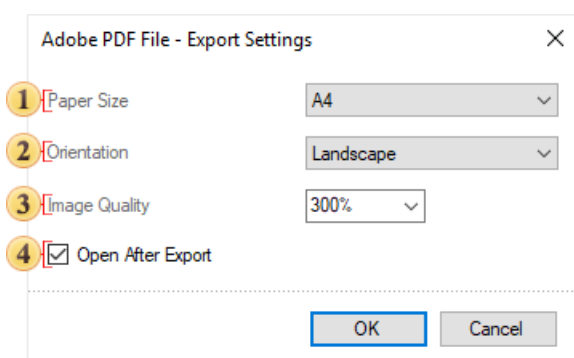 Adobe PDF File - Export Settings
1 Paper Size A4
2 Orientation Landscape
3 Image Quality 300%
4 Open After Export
OK Cancel